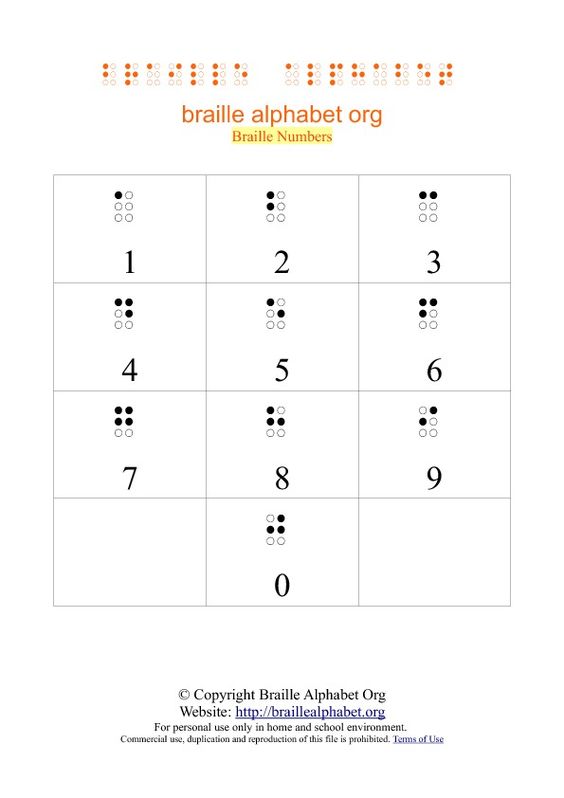 braille alphabet org
Braille Numbers
⠁ ⠃ ⠉
1 2 3
⠙ ⠑ ⠋
4 5 6
⠛ ⠓ ⠊
7 8 9
⠚
0
© Copyright Braille Alphabet Org
Website: http://braillealphabet.org
For personal use only in home and school environment.
Commercial use, duplication and reproduction of this file is prohibited. Terms of Use